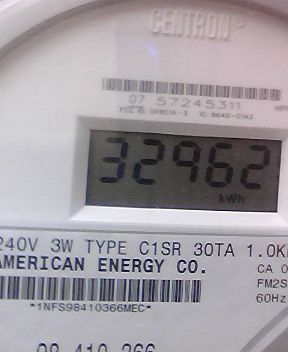 CENTRON
07 57245311
32962
kWh
240V 3W TYPE C1SR 30TA 1.0K
AMERICAN ENERGY CO.
CA 0
FM2S
60Hz
*1NFS98410366MEC*